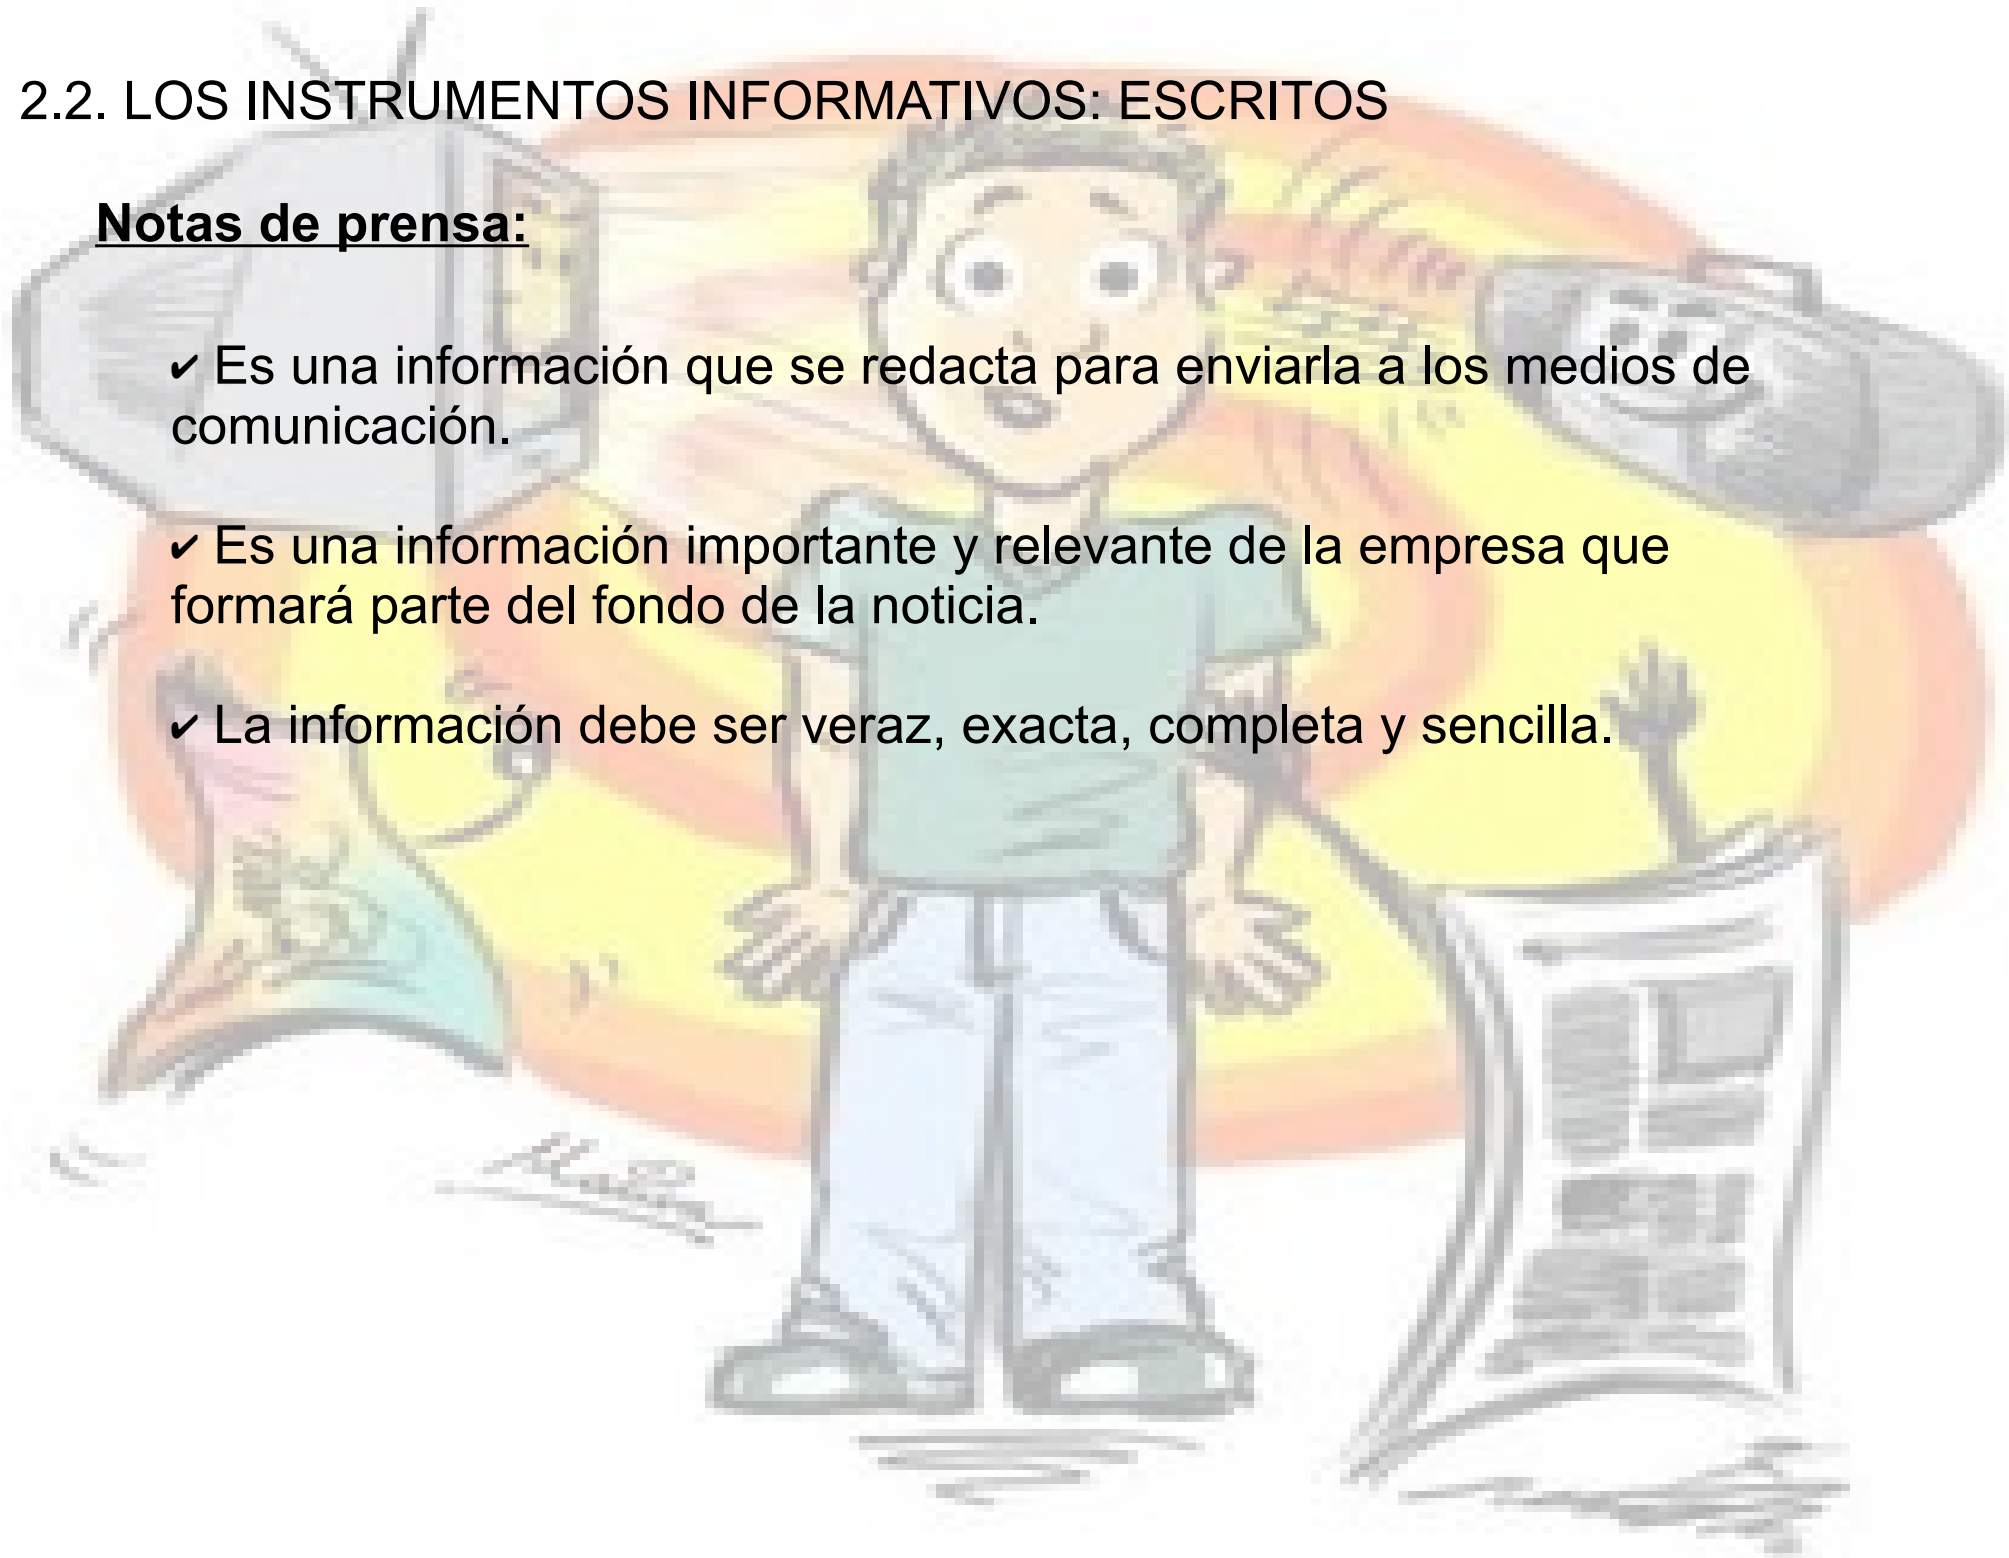 2.2. LOS INSTRUMENTOS INFORMATIVOS: ESCRITOS
Notas de prensa:
✔ Es una información que se redacta para enviarla a los medios de
comunicación.
✔ Es una información importante y relevante de la empresa que
formará parte del fondo de la noticia.
✔ La información debe ser veraz, exacta, completa y sencilla.